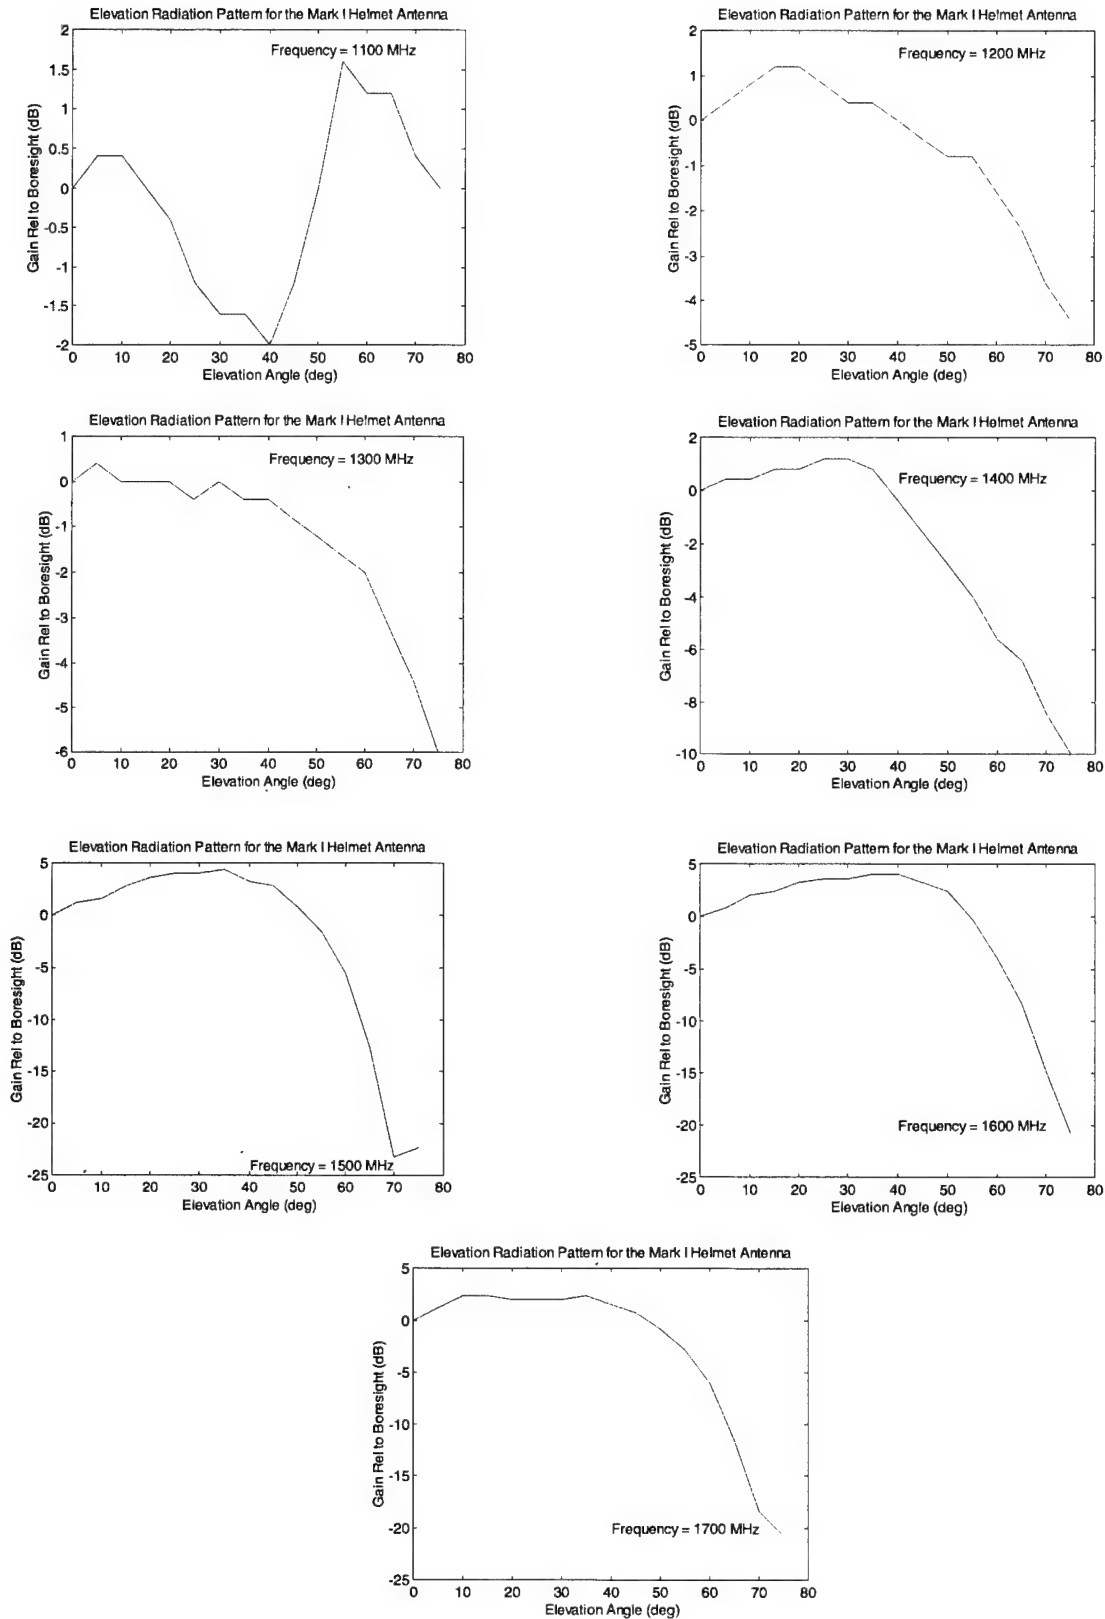 Elevation Radiation Pattern for the Mark I Helmet Antenna
Frequency = 1100 MHz
Gain Rel to Boresight (dB)
2
1.5
1
0.5
0
-0.5
-1
-1.5
-2
0 10 20 30 40 50 60 70 80
Elevation Angle (deg)
Elevation Radiation Pattern for the Mark I Helmet Antenna
Frequency = 1200 MHz
Gain Rel to Boresight (dB)
2
1
0
-1
-2
-3
-4
-5
0 10 20 30 40 50 60 70 80
Elevation Angle (deg)
Elevation Radiation Pattern for the Mark I Helmet Antenna
Frequency = 1300 MHz
Gain Rel to Boresight (dB)
1
0
-1
-2
-3
-4
-5
-6
0 10 20 30 40 50 60 70 80
Elevation Angle (deg)
Elevation Radiation Pattern for the Mark I Helmet Antenna
Frequency = 1400 MHz
Gain Rel to Boresight (dB)
2
0
-2
-4
-6
-8
-10
0 10 20 30 40 50 60 70 80
Elevation Angle (deg)
Elevation Radiation Pattern for the Mark I Helmet Antenna
Gain Rel to Boresight (dB)
5
0
-5
-10
-15
-20
-25
Frequency = 1500 MHz
0 10 20 30 40 50 60 70 80
Elevation Angle (deg)
Elevation Radiation Pattern for the Mark I Helmet Antenna
Gain Rel to Boresight (dB)
5
0
-5
-10
-15
-20
-25
Frequency = 1600 MHz
0 10 20 30 40 50 60 70 80
Elevation Angle (deg)
Elevation Radiation Pattern for the Mark I Helmet Antenna
Gain Rel to Boresight (dB)
5
0
-5
-10
-15
-20
-25
Frequency = 1700 MHz
0 10 20 30 40 50 60 70 80
Elevation Angle (deg)